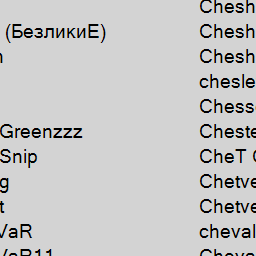 Chesh
(БезликиЕ) Chesh
Chesh
chesle
Chess
Greenzzz Cheste
Snip CheT
g Chetve
t Chetve
VaR cheval
VaR11 Cheva